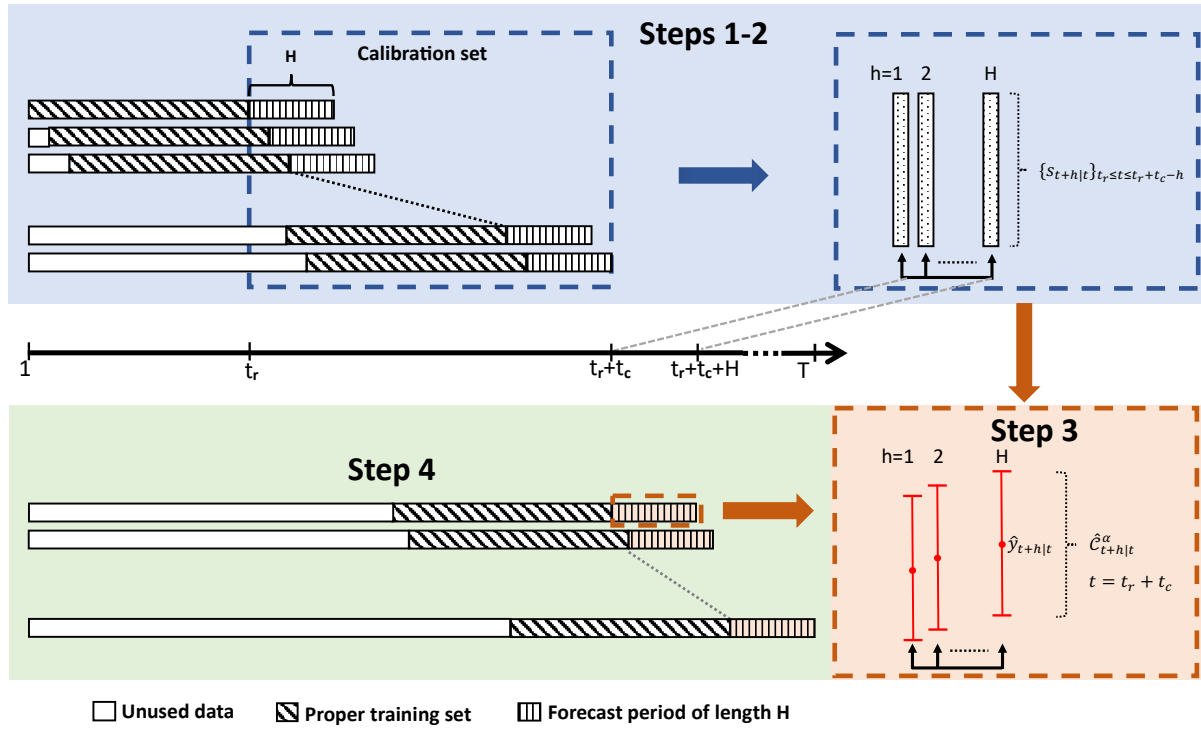 Steps 1-2
H
Calibration set
h=1 2 H
{s_{t+h|t}}_{t_r≤t≤t_r+t_c−h}
........
1 t_r t_r+t_c t_r+t_c+H T
Step 4
Step 3
h=1 2 H
ŷ_{t+h|t}
Ĉ^α_{t+h|t}
t = t_r + t_c
........
Unused data Proper training set Forecast period of length H